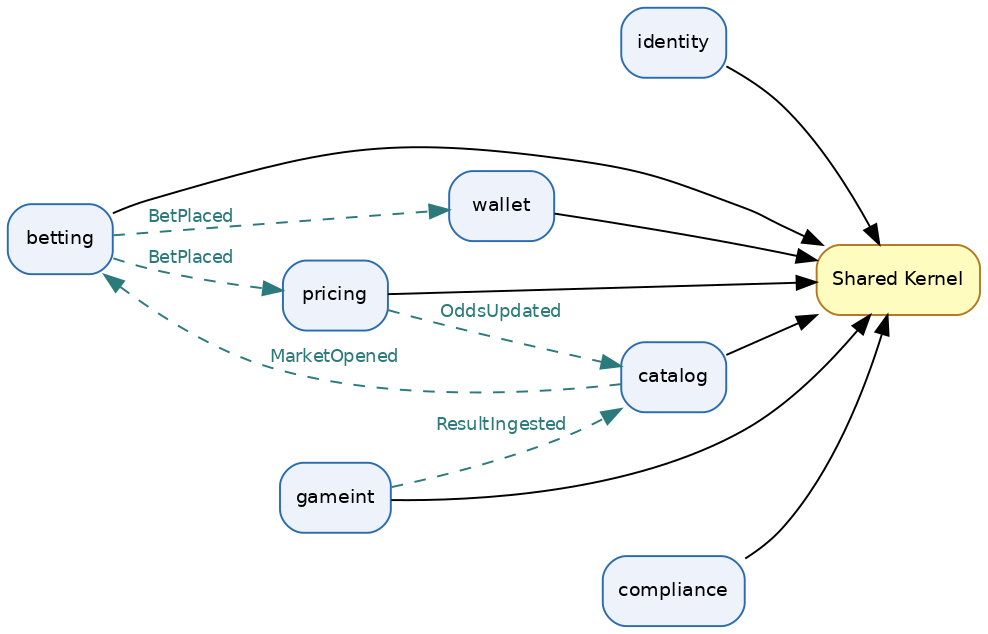 identity
wallet
BetPlaced
betting
BetPlaced
Shared Kernel
pricing
OddsUpdated
MarketOpened
catalog
ResultIngested
gameint
compliance